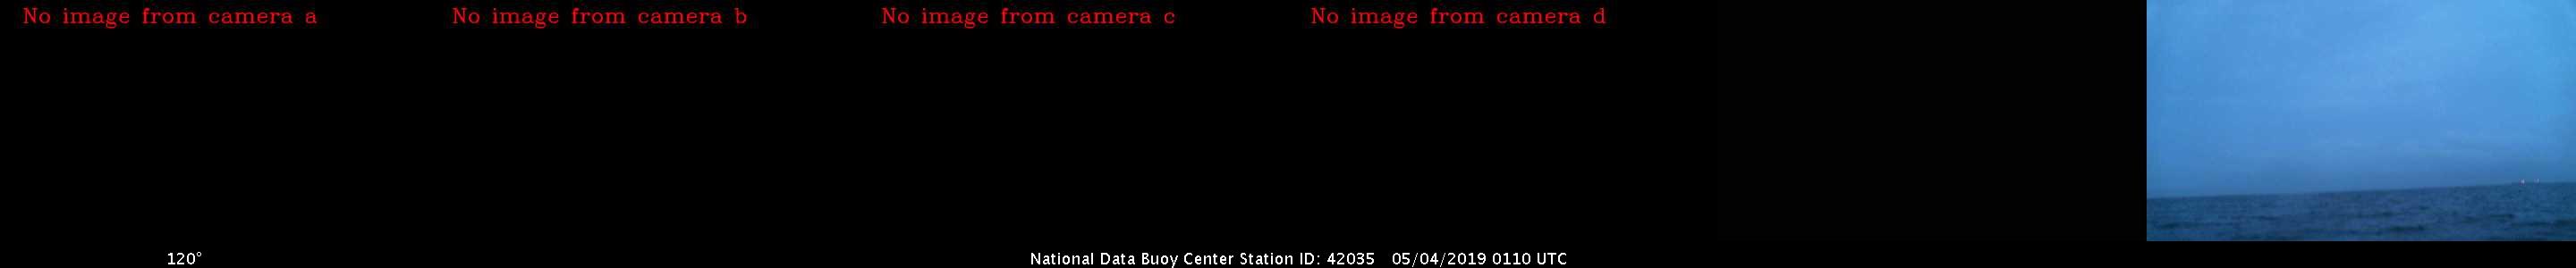 No image from camera a
No image from camera b
No image from camera c
No image from camera d
120°
National Data Buoy Center Station ID: 42035 05/04/2019 0110 UTC